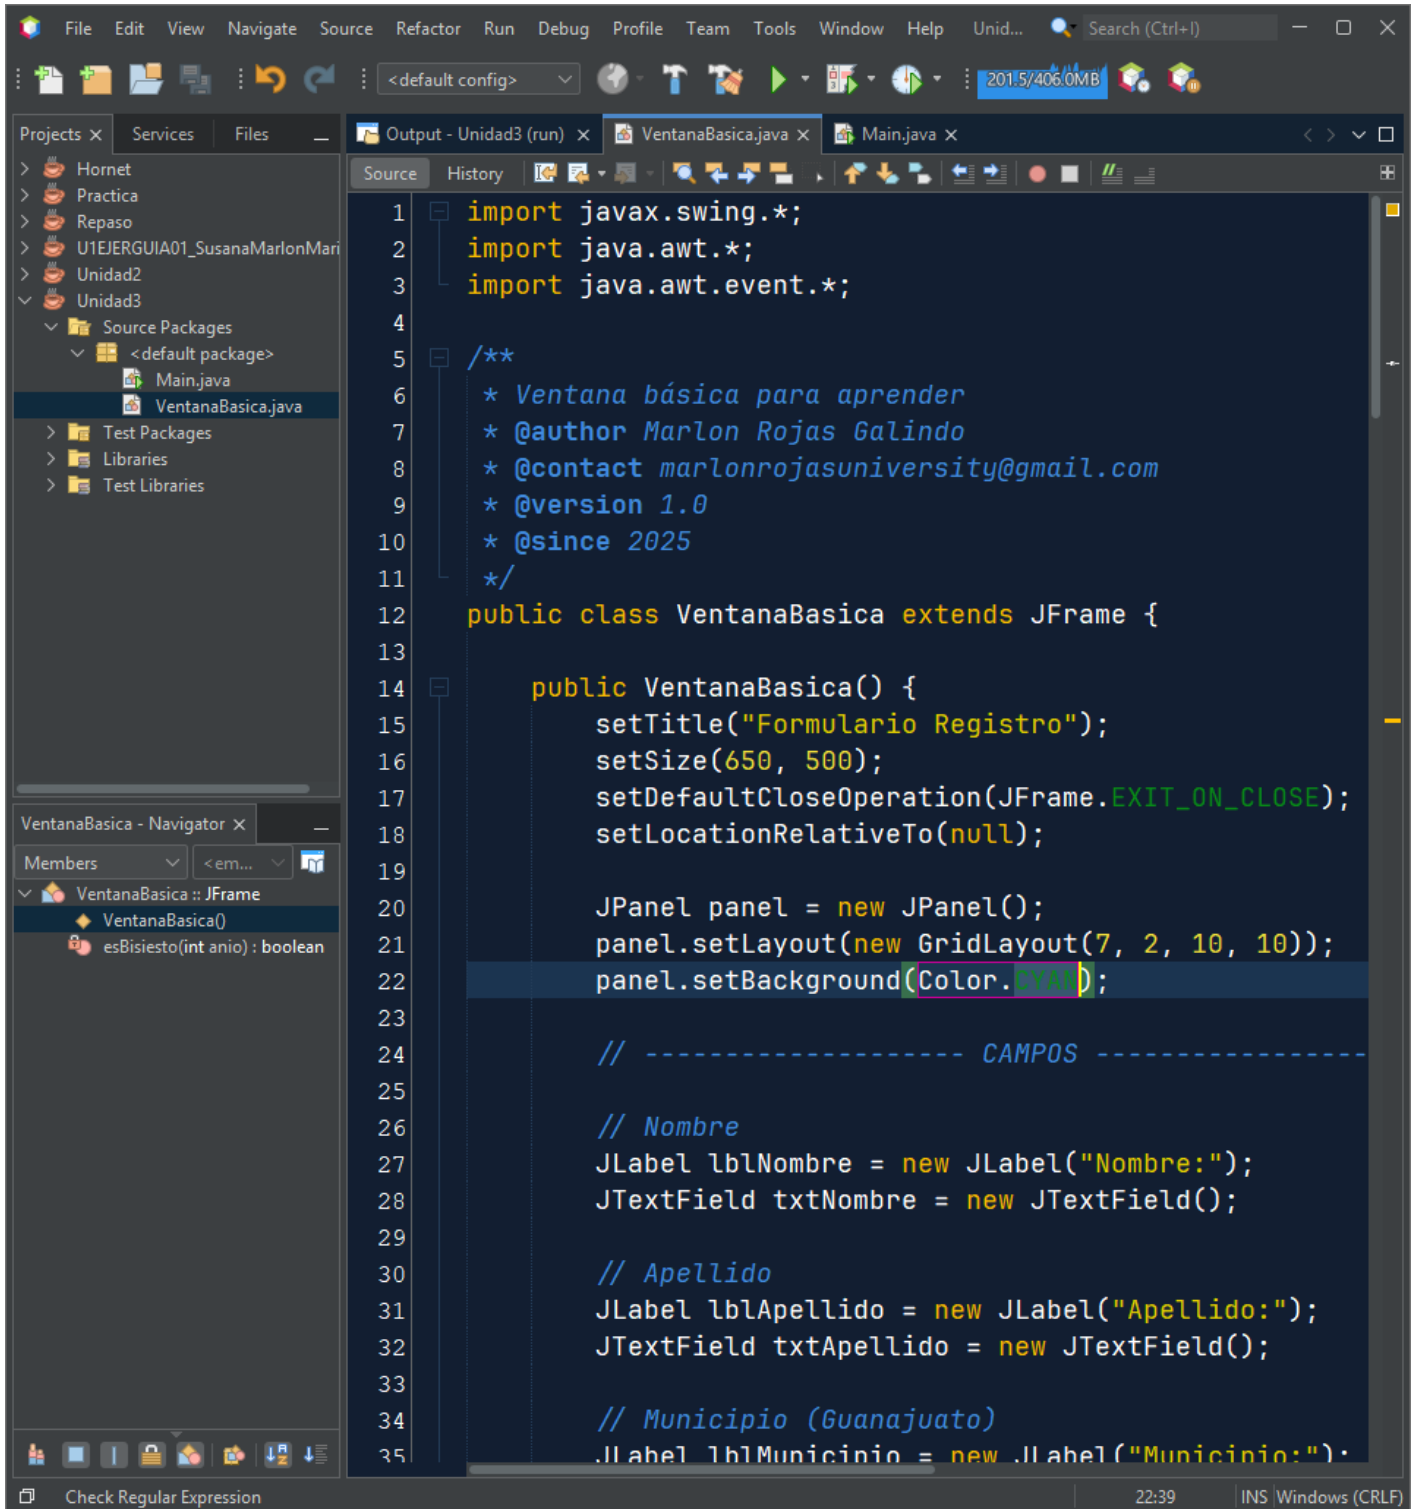 File Edit View Navigate Source Refactor Run Debug Profile Team Tools Window Help Unid... Search (Ctrl+I)
<default config> 201.5/406.0MB
Projects Services Files
Output - Unidad3 (run) VentanaBasica.java Main.java
Source History
Hornet
Practica
Repaso
U1EJERGUIA01_SusanaMarlonMari
Unidad2
Unidad3
Source Packages
<default package>
Main.java
VentanaBasica.java
Test Packages
Libraries
Test Libraries
VentanaBasica - Navigator
Members <em...
VentanaBasica :: JFrame
VentanaBasica()
esBisiesto(int anio) : boolean
1 import javax.swing.*;
2 import java.awt.*;
3 import java.awt.event.*;
4
5 /**
6 * Ventana básica para aprender
7 * @author Marlon Rojas Galindo
8 * @contact marlonrojasuniversity@gmail.com
9 * @version 1.0
10 * @since 2025
11 */
12 public class VentanaBasica extends JFrame {
13
14 public VentanaBasica() {
15 setTitle("Formulario Registro");
16 setSize(650, 500);
17 setDefaultCloseOperation(JFrame.EXIT_ON_CLOSE);
18 setLocationRelativeTo(null);
19
20 JPanel panel = new JPanel();
21 panel.setLayout(new GridLayout(7, 2, 10, 10));
22 panel.setBackground(Color.CYAN);
23
24 // -------------------- CAMPOS -----------------
25
26 // Nombre
27 JLabel lblNombre = new JLabel("Nombre:");
28 JTextField txtNombre = new JTextField();
29
30 // Apellido
31 JLabel lblApellido = new JLabel("Apellido:");
32 JTextField txtApellido = new JTextField();
33
34 // Municipio (Guanajuato)
35 JLabel lblMunicipio = new JLabel("Municipio:");
Check Regular Expression 22:39 INS Windows (CRLF)